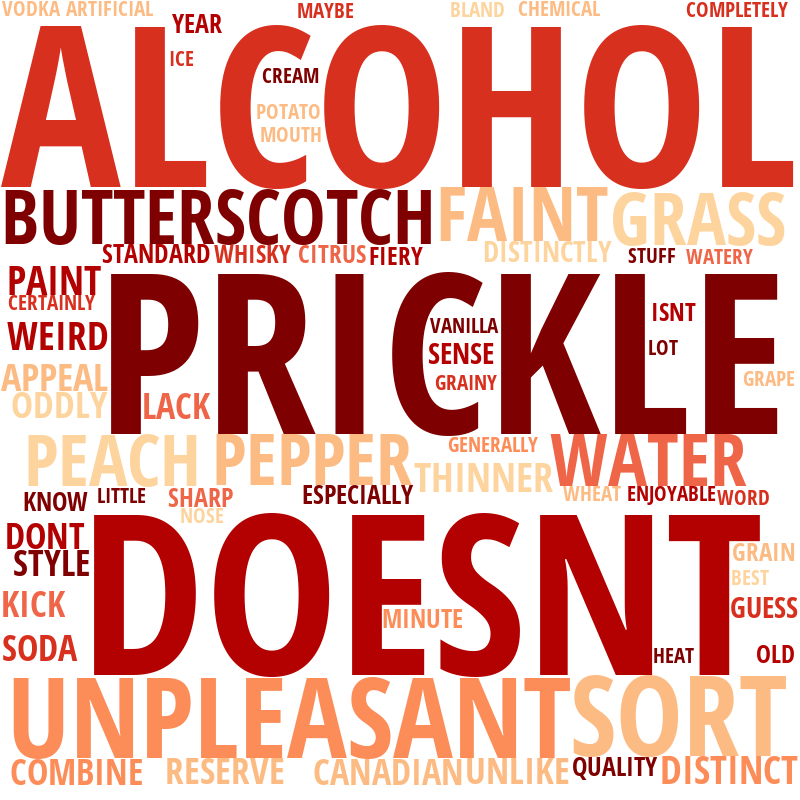 VODKA ARTIFICIAL YEAR MAYBE BLAND CHEMICAL COMPLETELY
ICE
CREAM
ALCOHOL
POTATO
MOUTH
BUTTERSCOTCH FAINT GRASS
STANDARD WHISKY CITRUS FIERY DISTINCTLY STUFF WATERY
PAINT
CERTAINLY
PRICKLE
WEIRD VANILLA ISNT
SENSE LOT
APPEAL GRAINY GRAPE
ODDLY LACK
PEACH PEPPER GENERALLY WATER
THINNER
KNOW LITTLE SHARP ESPECIALLY WHEAT ENJOYABLE WORD
NOSE
DONT
STYLE
DOESNT
GRAIN
BEST
KICK MINUTE GUESS
SODA HEAT OLD
UNPLEASANT SORT
COMBINE RESERVE CANADIAN UNLIKE QUALITY DISTINCT